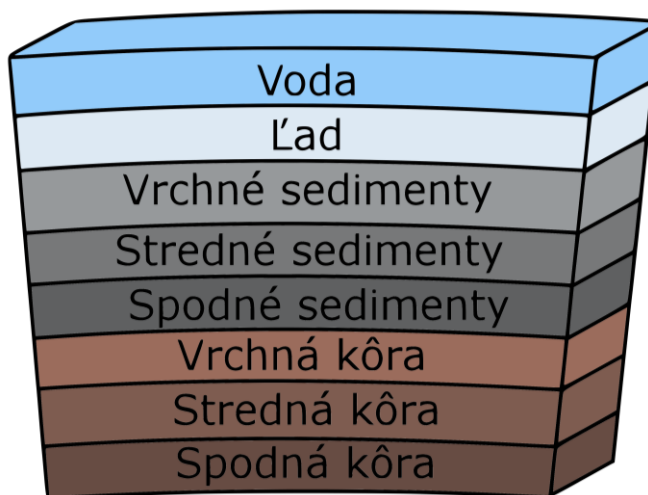 Voda
Ľad
Vrchné sedimenty
Stredné sedimenty
Spodné sedimenty
Vrchná kôra
Stredná kôra
Spodná kôra